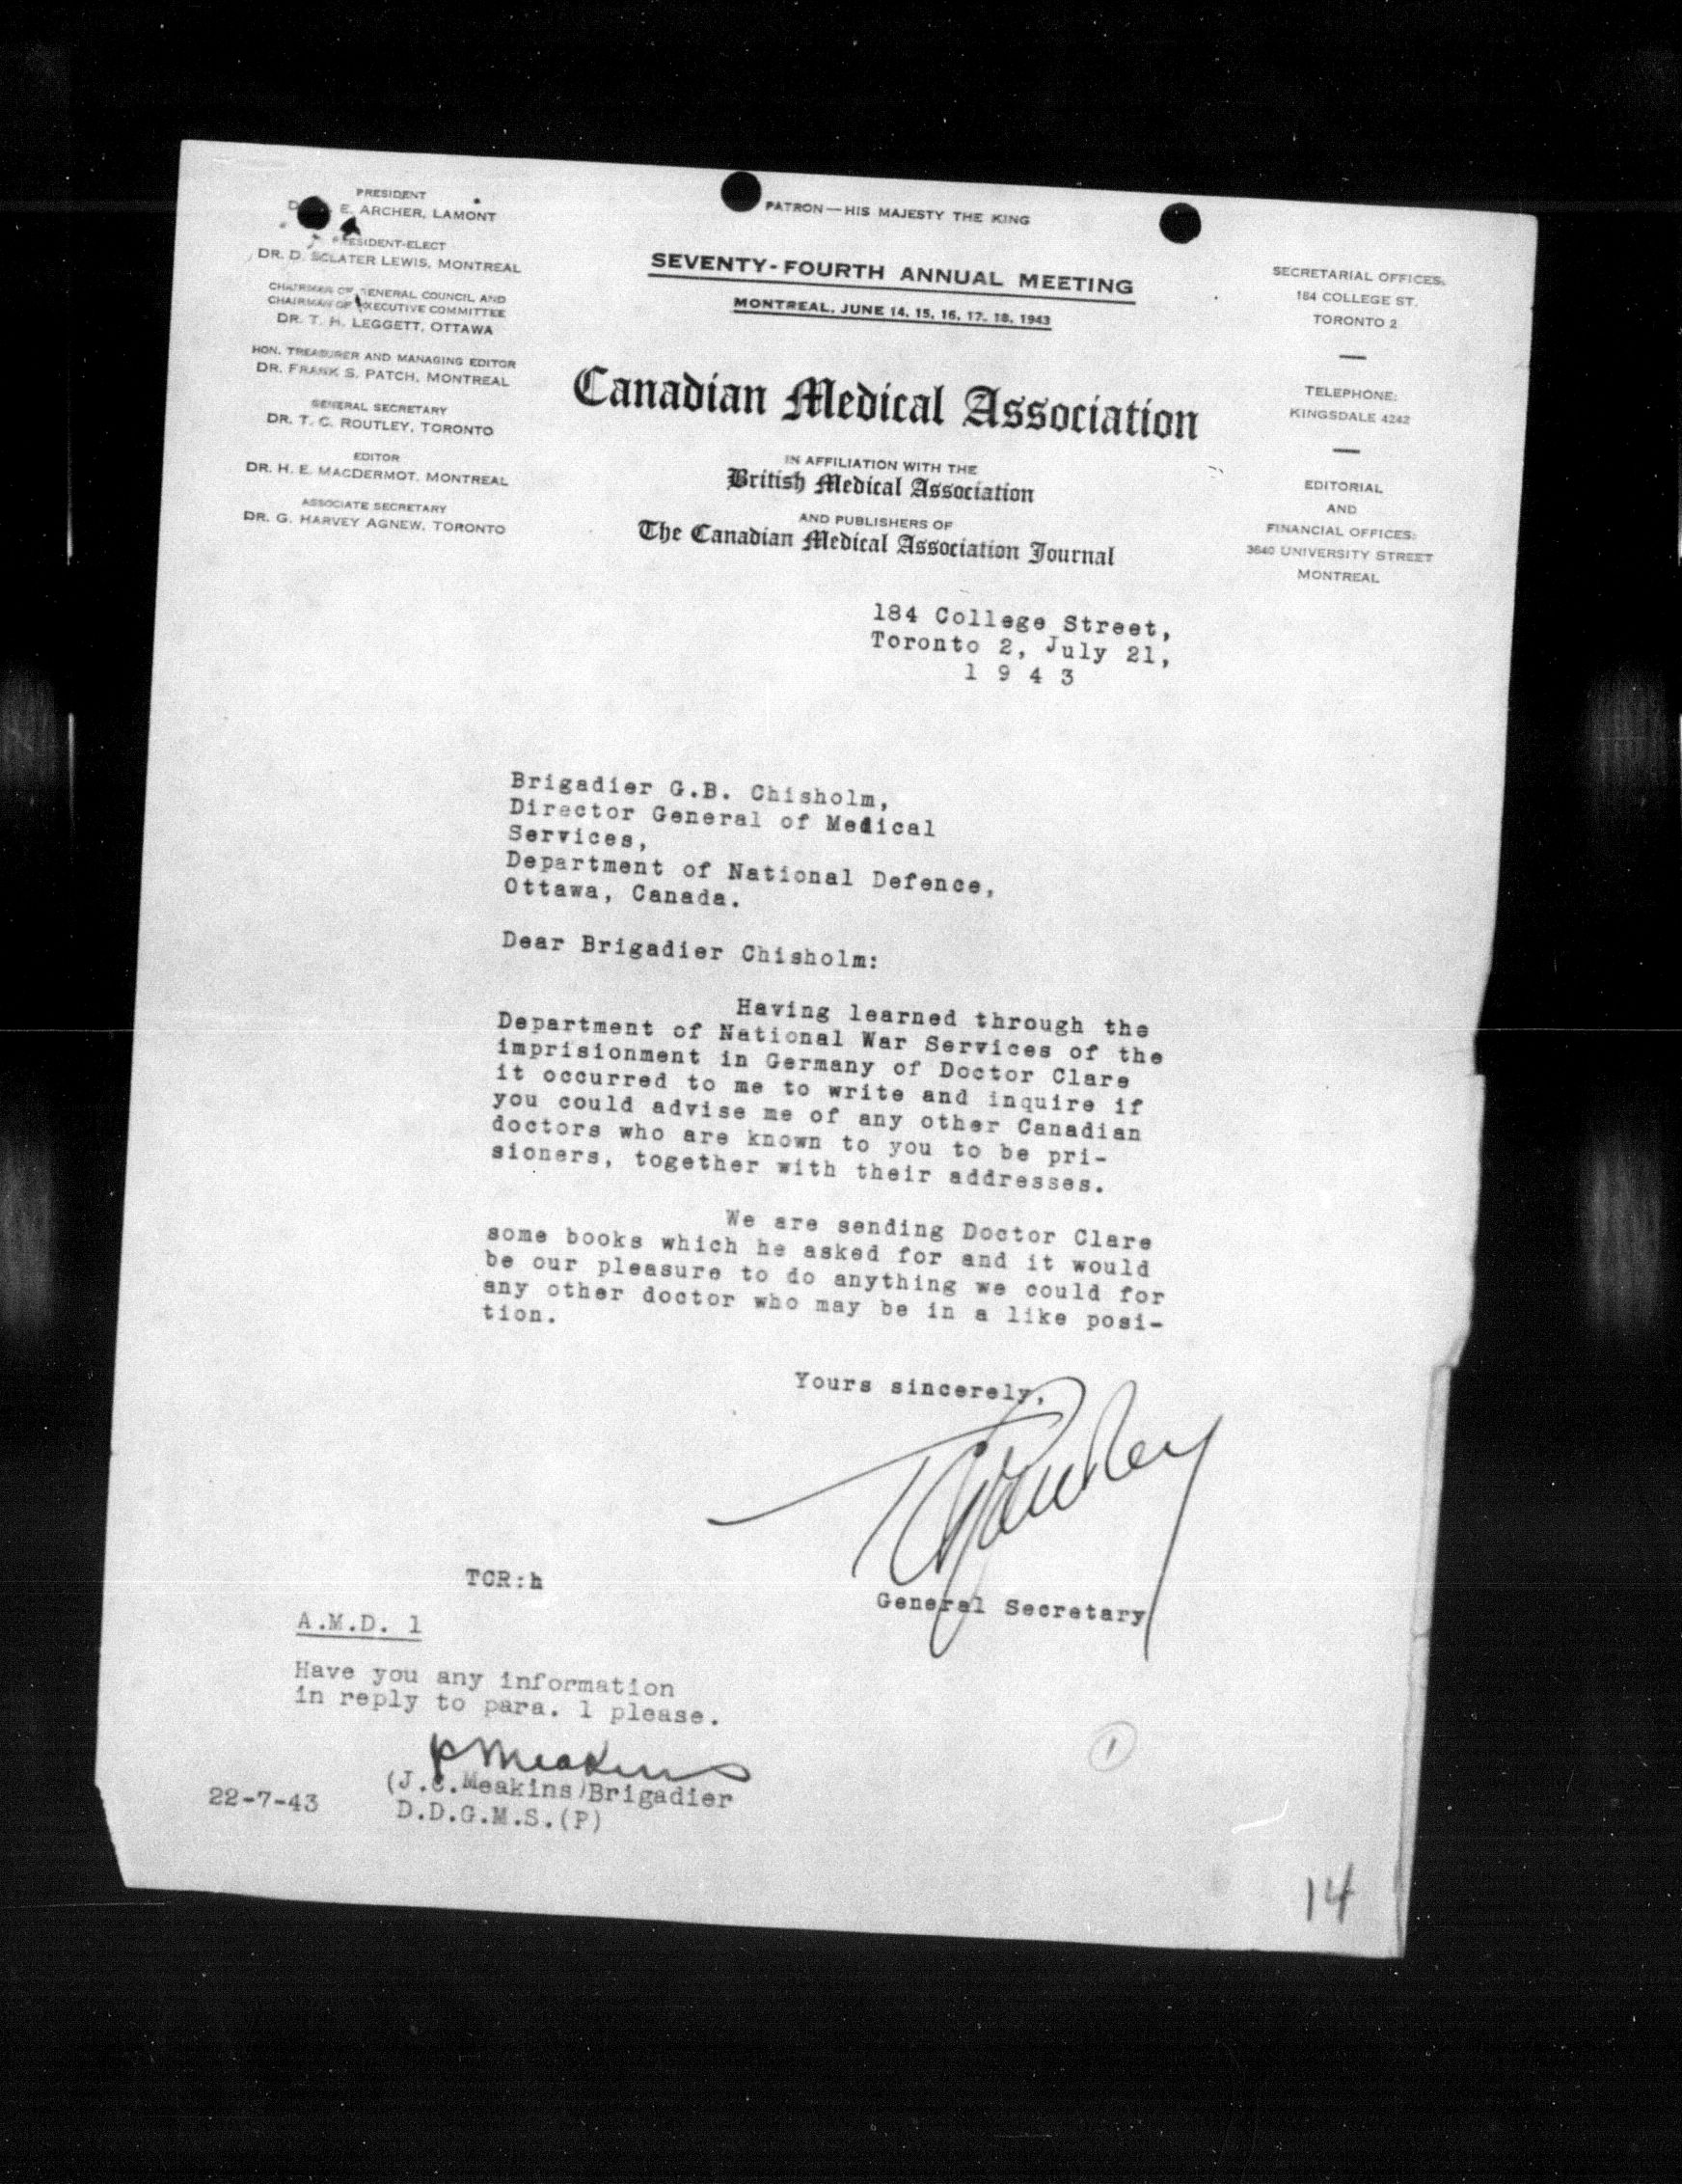 PRESIDENT
E. ARCHER, LAMONT
PRESIDENT-ELECT
DR. D. SCLATER LEWIS, MONTREAL
CHAIRMAN OF GENERAL COUNCIL AND
CHAIRMAN OF EXECUTIVE COMMITTEE
DR. T. H. LEGGETT, OTTAWA
HON. TREASURER AND MANAGING EDITOR
DR. FRANK S. PATCH, MONTREAL
GENERAL SECRETARY
DR. T. C. ROUTLEY, TORONTO
EDITOR
DR. H. E. MACDERMOT, MONTREAL
ASSOCIATE SECRETARY
DR. G. HARVEY AGNEW, TORONTO
PATRON—HIS MAJESTY THE KING
SEVENTY-FOURTH ANNUAL MEETING
MONTREAL, JUNE 14, 15, 16, 17, 18, 1943
Canadian Medical Association
IN AFFILIATION WITH THE
British Medical Association
AND PUBLISHERS OF
The Canadian Medical Association Journal
SECRETARIAL OFFICES:
184 COLLEGE ST.
TORONTO 2
TELEPHONE:
KINGSDALE 4242
EDITORIAL
AND
FINANCIAL OFFICES:
3640 UNIVERSITY STREET
MONTREAL
184 College Street,
Toronto 2, July 21,
1 9 4 3
Brigadier G.B. Chisholm,
Director General of Medical
Services,
Department of National Defence,
Ottawa, Canada.
Dear Brigadier Chisholm:
Having learned through the
Department of National War Services of the
imprisionment in Germany of Doctor Clare
it occurred to me to write and inquire if
you could advise me of any other Canadian
doctors who are known to you to be pri-
sioners, together with their addresses.
We are sending Doctor Clare
some books which he asked for and it would
be our pleasure to do anything we could for
any other doctor who may be in a like posi-
tion.
Yours sincerely,
TCRoutley
General Secretary
TCR:h
A.M.D. 1
Have you any information
in reply to para. 1 please.
Meakins
(J.C.Meakins)Brigadier
22-7-43
D.D.G.M.S.(P)
1
14